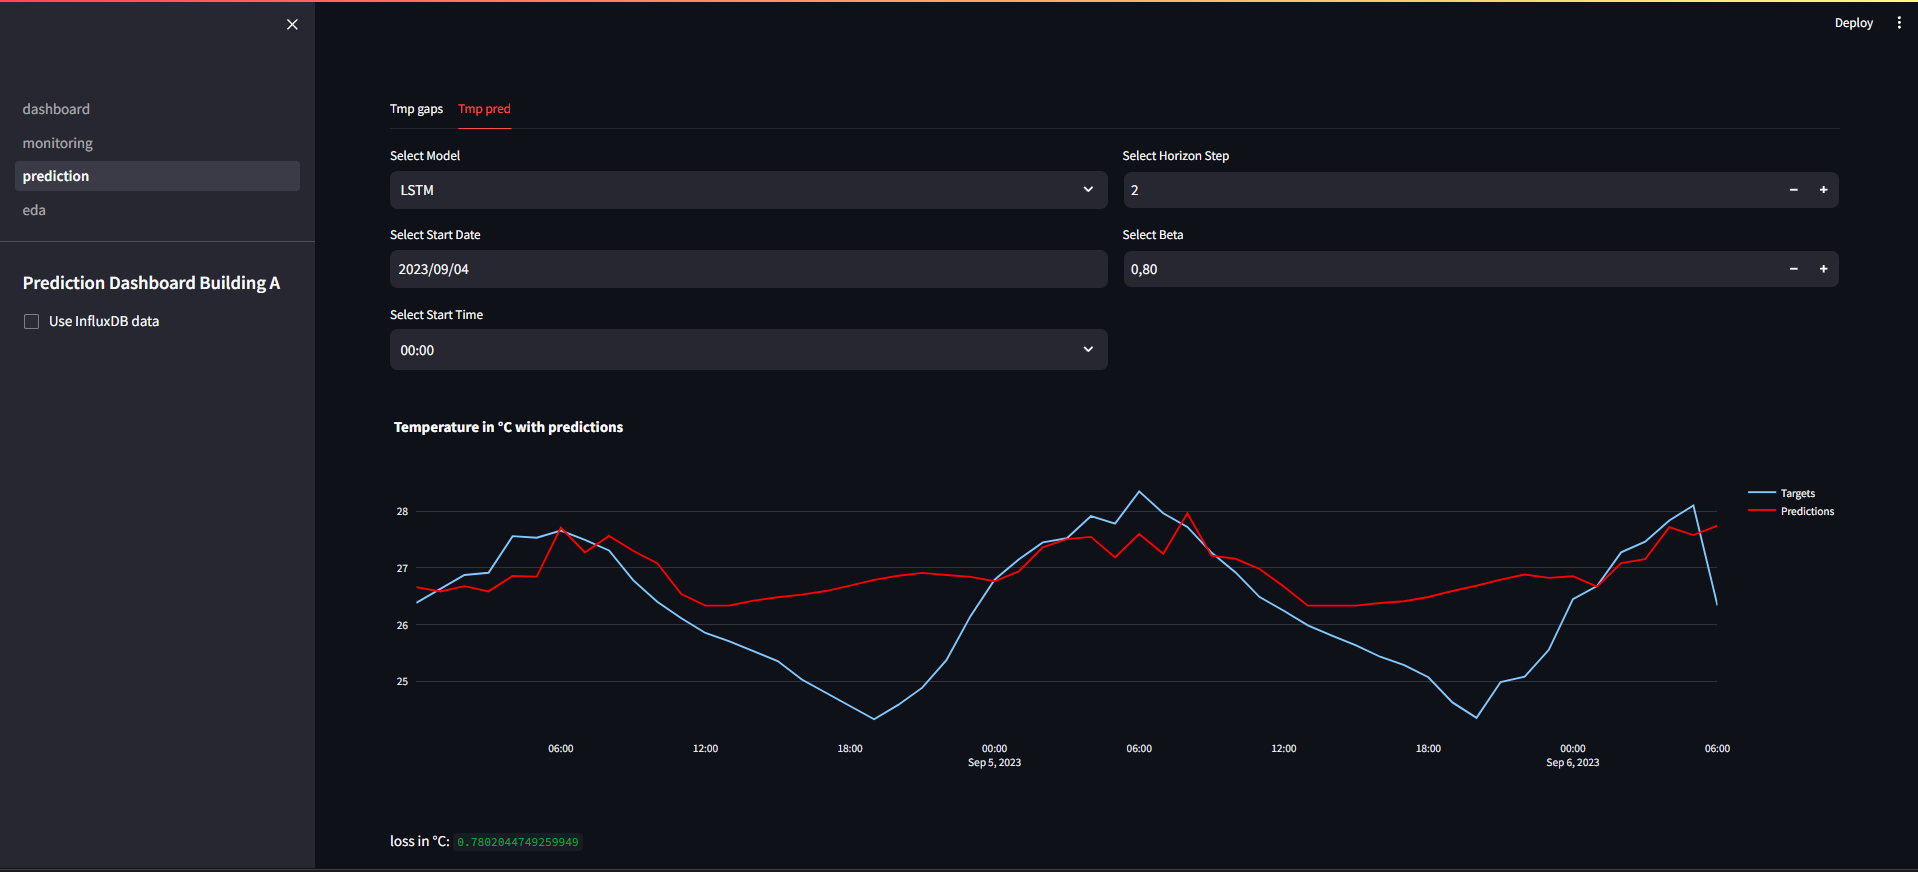 Deploy
dashboard
monitoring
prediction
eda
Prediction Dashboard Building A
Use InfluxDB data
Tmp gaps Tmp pred
Select Model
LSTM
Select Horizon Step
2
Select Start Date
2023/09/04
Select Beta
0,80
Select Start Time
00:00
Temperature in °C with predictions
28
27
26
25
06:00 12:00 18:00 00:00 06:00 12:00 18:00 00:00 06:00
Sep 5, 2023 Sep 6, 2023
Targets
Predictions
loss in °C: 0.7802044749259949